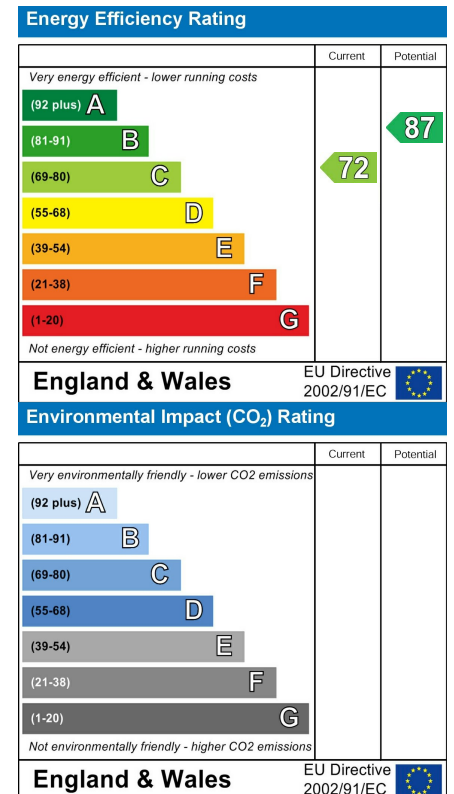 Energy Efficiency Rating
Current Potential
Very energy efficient - lower running costs
(92 plus) A
(81-91) B
(69-80) C
(55-68) D
(39-54) E
(21-38) F
(1-20) G
72
87
Not energy efficient - higher running costs
England & Wales
EU Directive
2002/91/EC
Environmental Impact (CO₂) Rating
Current Potential
Very environmentally friendly - lower CO2 emissions
(92 plus) A
(81-91) B
(69-80) C
(55-68) D
(39-54) E
(21-38) F
(1-20) G
Not environmentally friendly - higher CO2 emissions
England & Wales
EU Directive
2002/91/EC